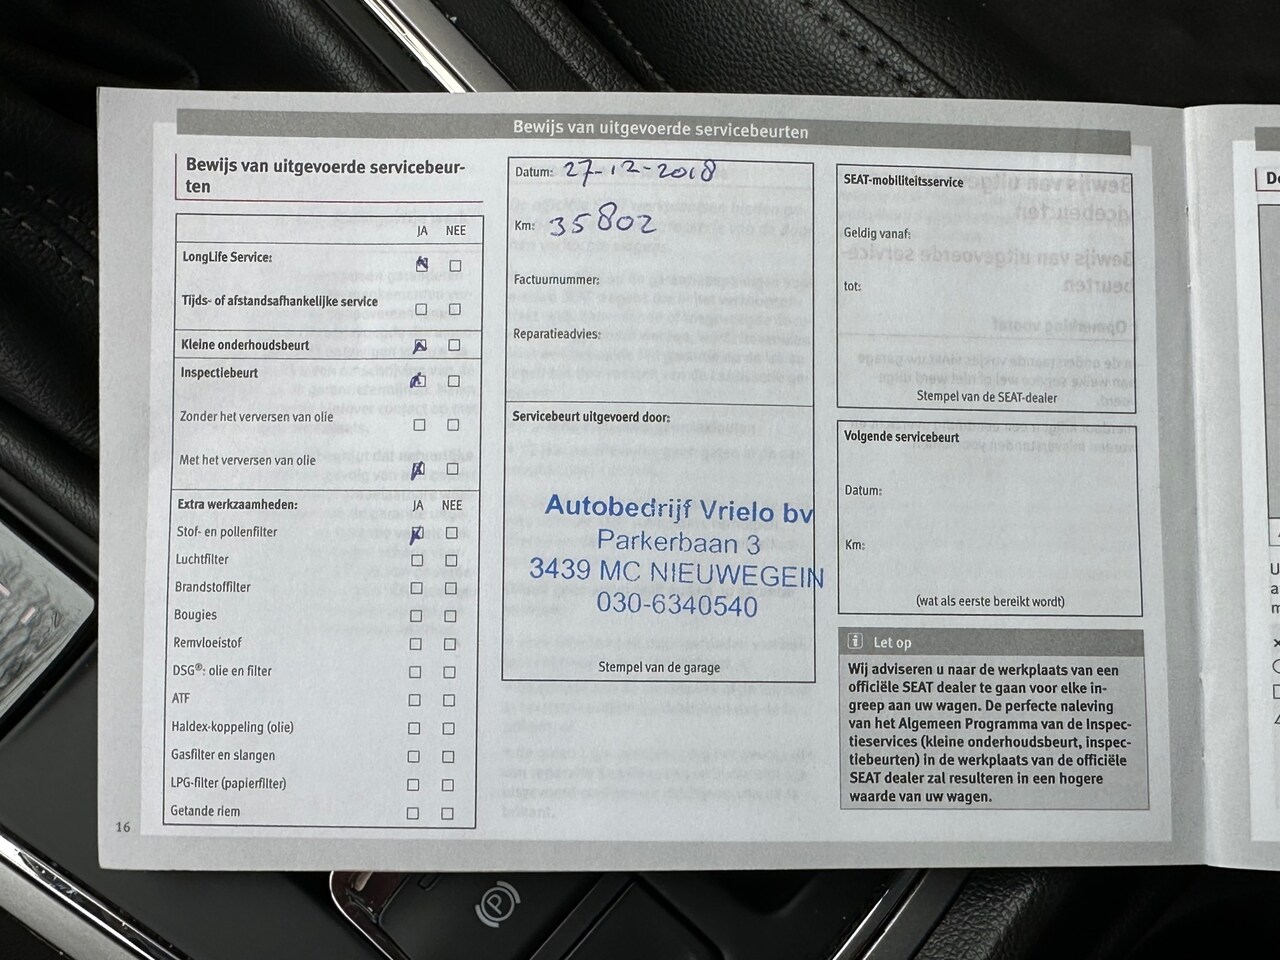 Bewijs van uitgevoerde servicebeurten
Bewijs van uitgevoerde servicebeur-
ten
JA NEE
LongLife Service:
Tijds- of afstandsafhankelijke service
Kleine onderhoudsbeurt
Inspectiebeurt
Zonder het verversen van olie
Met het verversen van olie
Extra werkzaamheden: JA NEE
Stof- en pollenfilter
Luchtfilter
Brandstoffilter
Bougies
Remvloeistof
DSG®: olie en filter
ATF
Haldex-koppeling (olie)
Gasfilter en slangen
LPG-filter (papierfilter)
Getande riem
16
Datum: 27-12-2018
Km: 35802
Factuurnummer:
Reparatieadvies:
Servicebeurt uitgevoerd door:
Autobedrijf Vrielo bv
Parkerbaan 3
3439 MC NIEUWEGEIN
030-6340540
Stempel van de garage
SEAT-mobiliteitsservice
Geldig vanaf:
tot:
Stempel van de SEAT-dealer
Volgende servicebeurt
Datum:
Km:
(wat als eerste bereikt wordt)
i Let op
Wij adviseren u naar de werkplaats van een
officiële SEAT dealer te gaan voor elke in-
greep aan uw wagen. De perfecte naleving
van het Algemeen Programma van de Inspec-
tieservices (kleine onderhoudsbeurt, inspec-
tiebeurten) in de werkplaats van de officiële
SEAT dealer zal resulteren in een hogere
waarde van uw wagen.
P